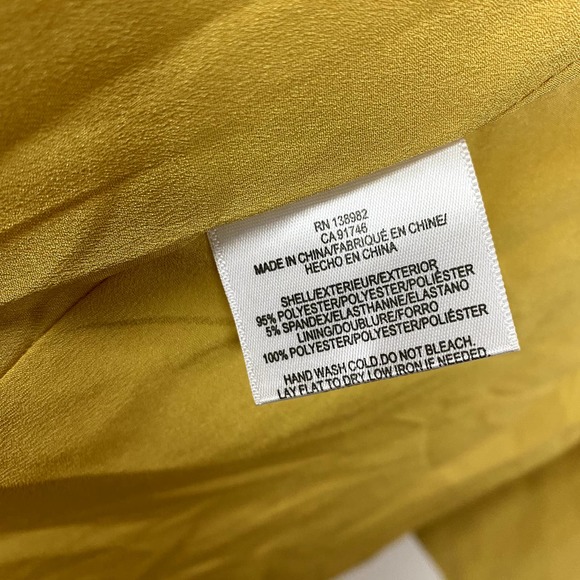 RN 138982
CA 91746
MADE IN CHINA/FABRIQUÉ EN CHINE/
HECHO EN CHINA
SHELL/EXTERIEUR/EXTERIOR
95% POLYESTER/POLYESTER/POLIÉSTER
5% SPANDEX/ELASTHANNE/ELASTANO
LINING/DOUBLURE/FORRO
100% POLYESTER/POLYESTER/POLIÉSTER
HAND WASH COLD.DO NOT BLEACH.
LAY FLAT TO DRY.LOW IRON IF NEEDED.